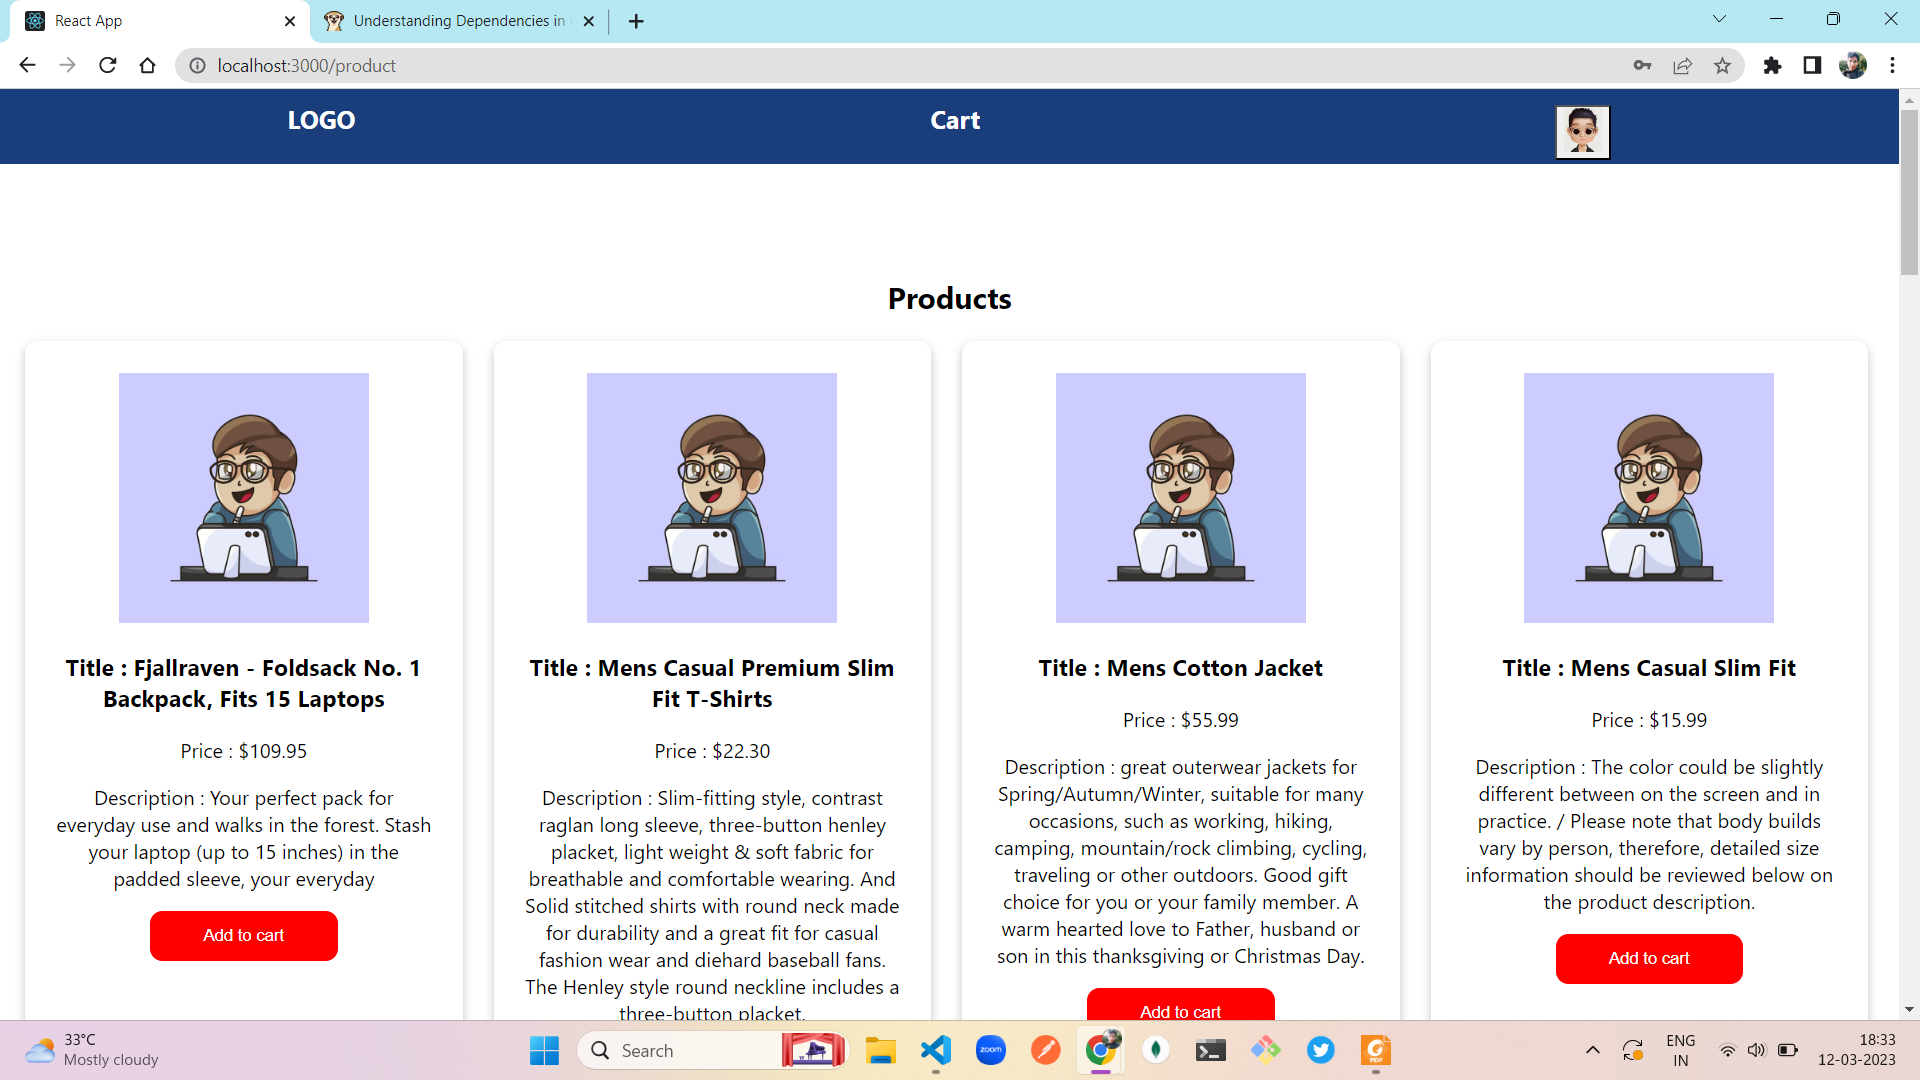 React App
Understanding Dependencies in
localhost:3000/product
LOGO
Cart
Products
Title : Fjallraven - Foldsack No. 1
Backpack, Fits 15 Laptops
Price : $109.95
Description : Your perfect pack for
everyday use and walks in the forest. Stash
your laptop (up to 15 inches) in the
padded sleeve, your everyday
Add to cart
Title : Mens Casual Premium Slim
Fit T-Shirts
Price : $22.30
Description : Slim-fitting style, contrast
raglan long sleeve, three-button henley
placket, light weight & soft fabric for
breathable and comfortable wearing. And
Solid stitched shirts with round neck made
for durability and a great fit for casual
fashion wear and diehard baseball fans.
The Henley style round neckline includes a
three-button placket.
Title : Mens Cotton Jacket
Price : $55.99
Description : great outerwear jackets for
Spring/Autumn/Winter, suitable for many
occasions, such as working, hiking,
camping, mountain/rock climbing, cycling,
traveling or other outdoors. Good gift
choice for you or your family member. A
warm hearted love to Father, husband or
son in this thanksgiving or Christmas Day.
Add to cart
Title : Mens Casual Slim Fit
Price : $15.99
Description : The color could be slightly
different between on the screen and in
practice. / Please note that body builds
vary by person, therefore, detailed size
information should be reviewed below on
the product description.
Add to cart
33°C
Mostly cloudy
Search
zoom
PDF
ENG
IN
18:33
12-03-2023